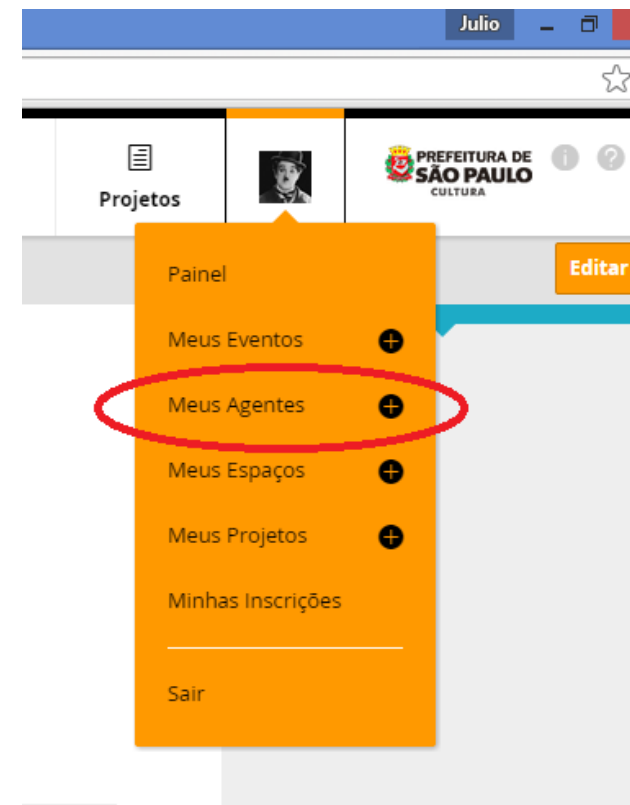 Julio
Projetos
PREFEITURA DE
SÃO PAULO
CULTURA
Editar
Painel
Meus Eventos
Meus Agentes
Meus Espaços
Meus Projetos
Minhas Inscrições
Sair